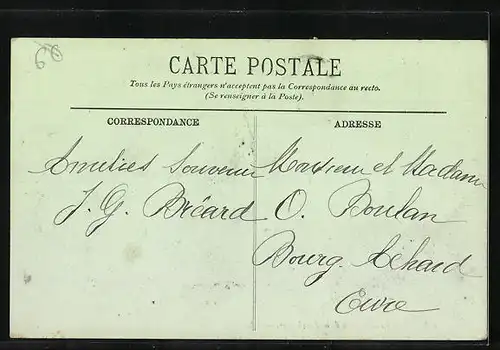 60
CARTE POSTALE
Tous les Pays étrangers n'acceptent pas la Correspondance au recto.
(Se renseigner à la Poste).
CORRESPONDANCE
Amitiés Souvenir
J. G. Bréard
ADRESSE
Monsieur et Madame
O. Boulan
Bourg. Achard
Eure